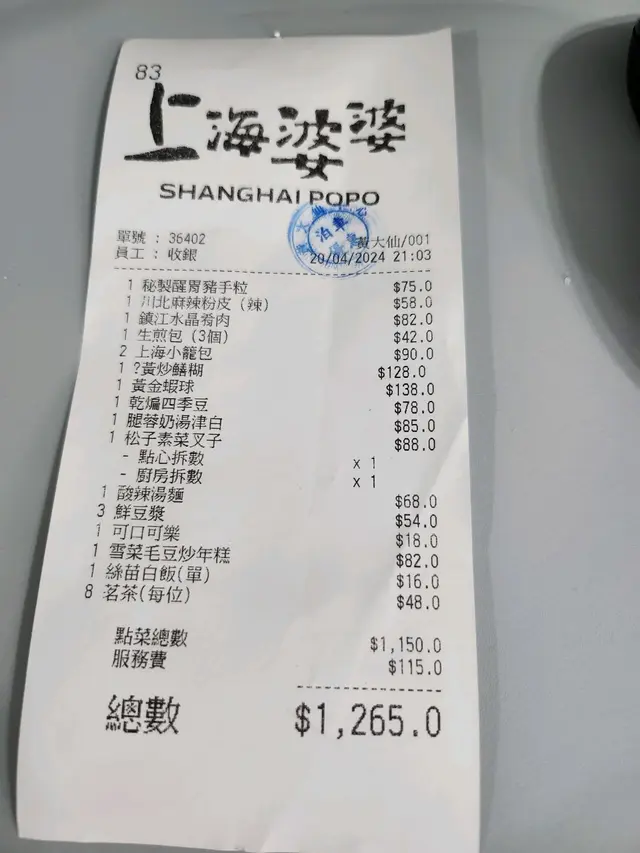 83
上海婆婆
SHANGHAI POPO
泊車
單號 : 36402 黃大仙/001
員工 : 收銀 20/04/2024 21:03
1 秘製醒胃豬手粒 $75.0
1 川北麻辣粉皮 (辣) $58.0
1 鎮江水晶肴肉 $82.0
1 生煎包 (3個) $42.0
2 上海小籠包 $90.0
1 ?黃炒鱔糊 $128.0
1 黃金蝦球 $138.0
1 乾煸四季豆 $78.0
1 腿蓉奶湯津白 $85.0
1 松子素菜叉子 $88.0
- 點心拆數 x 1
- 廚房拆數 x 1
1 酸辣湯麵 $68.0
3 鮮豆漿 $54.0
1 可口可樂 $18.0
1 雪菜毛豆炒年糕 $82.0
1 絲苗白飯(單) $16.0
8 茗茶(每位) $48.0
點菜總數 $1,150.0
服務費 $115.0
總數 $1,265.0